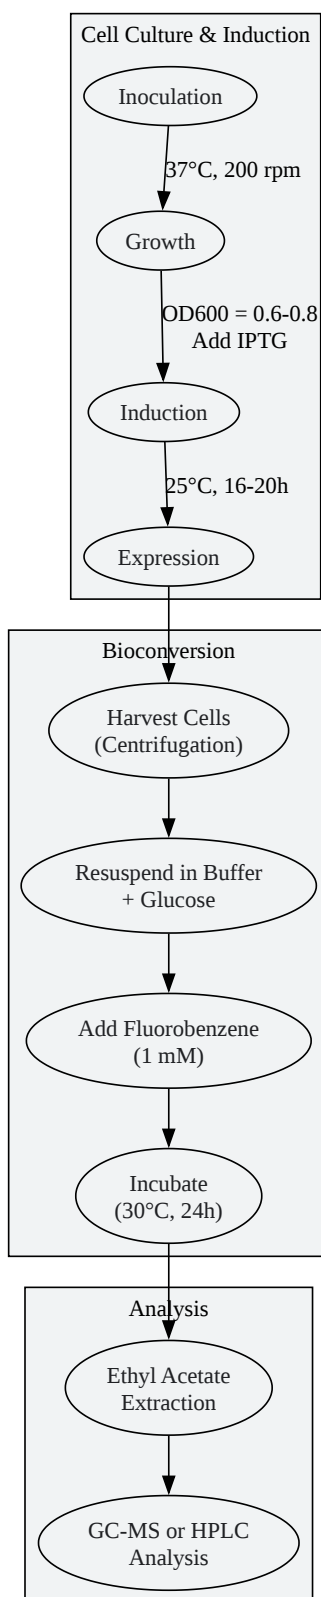 Cell Culture & Induction
Inoculation
37°C, 200 rpm
Growth
OD600 = 0.6-0.8
Add IPTG
Induction
25°C, 16-20h
Expression
Bioconversion
Harvest Cells
(Centrifugation)
Resuspend in Buffer
+ Glucose
Add Fluorobenzene
(1 mM)
Incubate
(30°C, 24h)
Analysis
Ethyl Acetate
Extraction
GC-MS or HPLC
Analysis